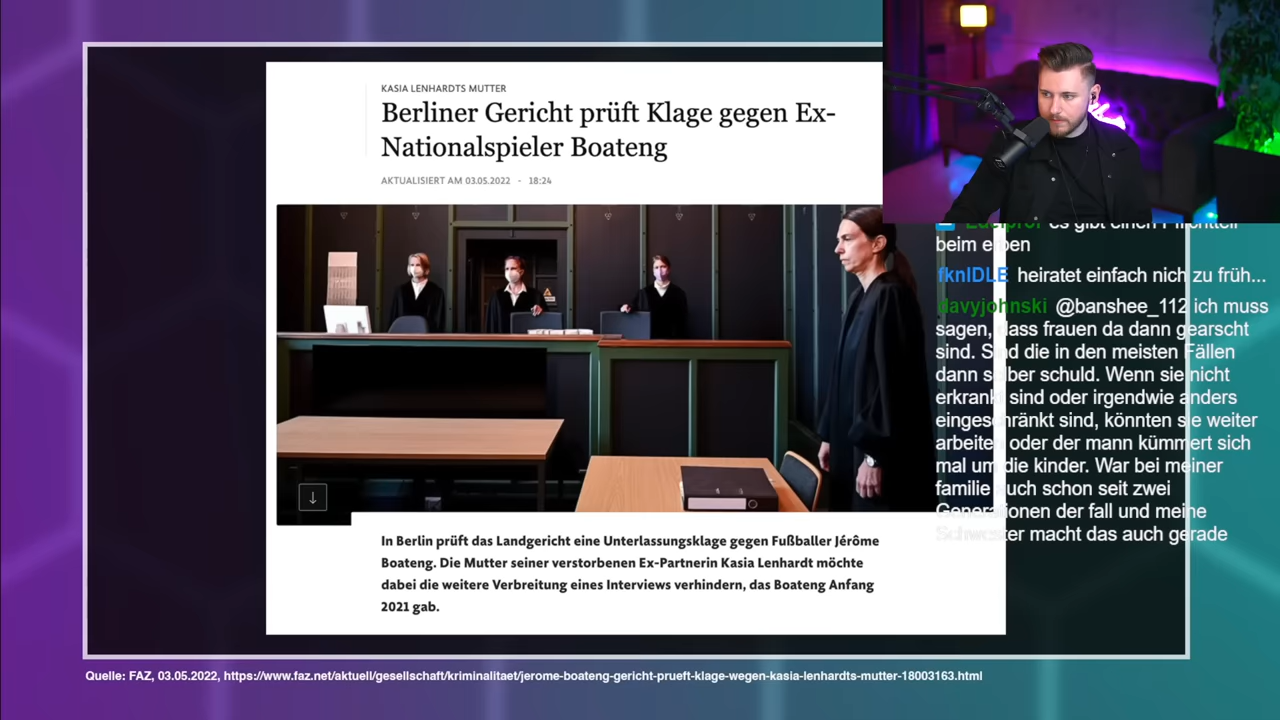 KASIA LENHARDTS MUTTER
Berliner Gericht prüft Klage gegen Ex-
Nationalspieler Boateng
AKTUALISIERT AM 03.05.2022 - 18:24
In Berlin prüft das Landgericht eine Unterlassungsklage gegen Fußballer Jérôme
Boateng. Die Mutter seiner verstorbenen Ex-Partnerin Kasia Lenhardt möchte
dabei die weitere Verbreitung eines Interviews verhindern, das Boateng Anfang
2021 gab.
es gibt einen
beim erben
fknIDLE heiratet einfach nich zu früh...
davyjohnski @banshee_112 ich muss
sagen, dass frauen da dann gearscht
sind. Sind die in den meisten Fällen
dann selber schuld. Wenn sie nicht
erkrankt sind oder irgendwie anders
eingeschränkt sind, könnten sie weiter
arbeiten oder der mann kümmert sich
mal um die kinder. War bei meiner
familie auch schon seit zwei
Generationen der fall und meine
Schwester macht das auch gerade
Quelle: FAZ, 03.05.2022, https://www.faz.net/aktuell/gesellschaft/kriminalitaet/jerome-boateng-gericht-prueft-klage-wegen-kasia-lenhardts-mutter-18003163.html